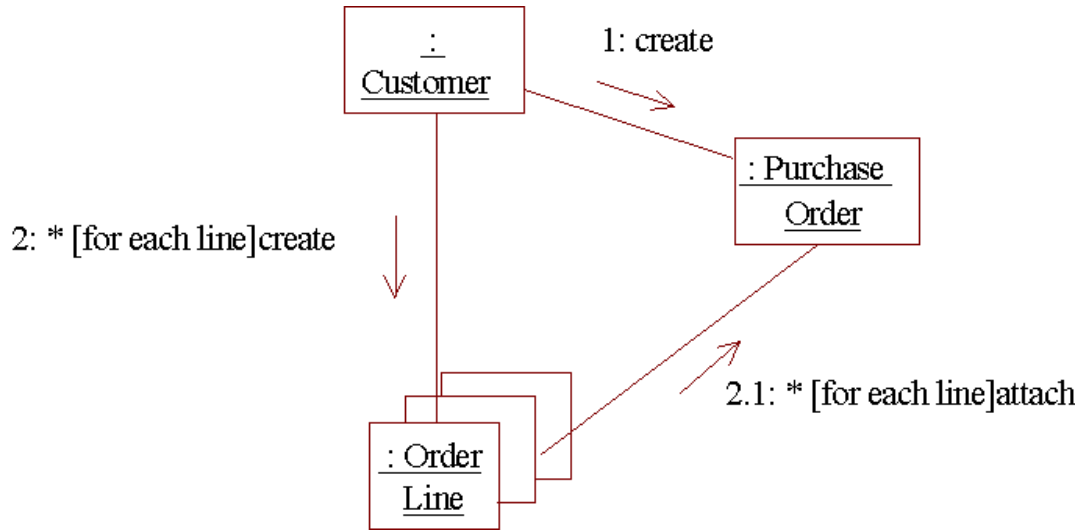 :
Customer
1: create
: Purchase
Order
2: * [for each line]create
2.1: * [for each line]attach
: Order
Line